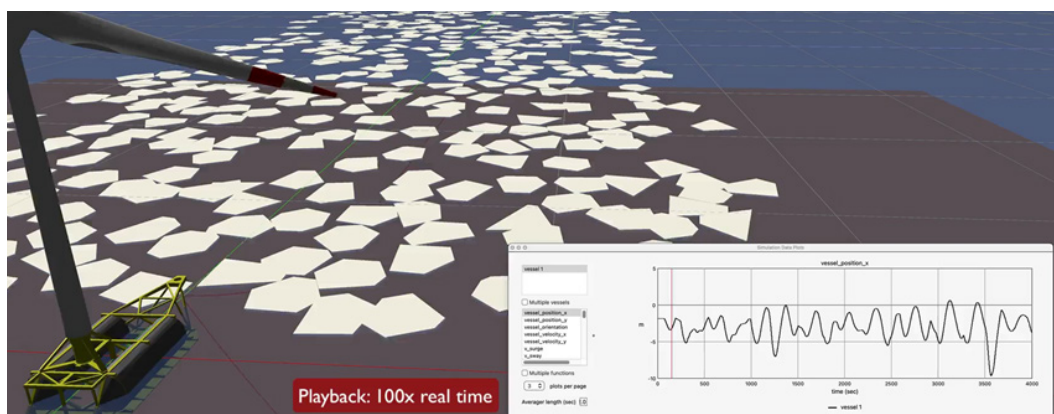 Simulation Data Plots
vessel 1
Multiple vessels
vessel_position_x
vessel_position_y
vessel_orientation
vessel_velocity_x
vessel_velocity_y
x_surge
x_sway
Multiple functions
3 plots per page
Averager length (sec)
vessel_position_x
5
0
-5
-10
m
0 500 1000 1500 2000 2500 3000 3500 4000
time (sec)
vessel 1
Playback: 100x real time